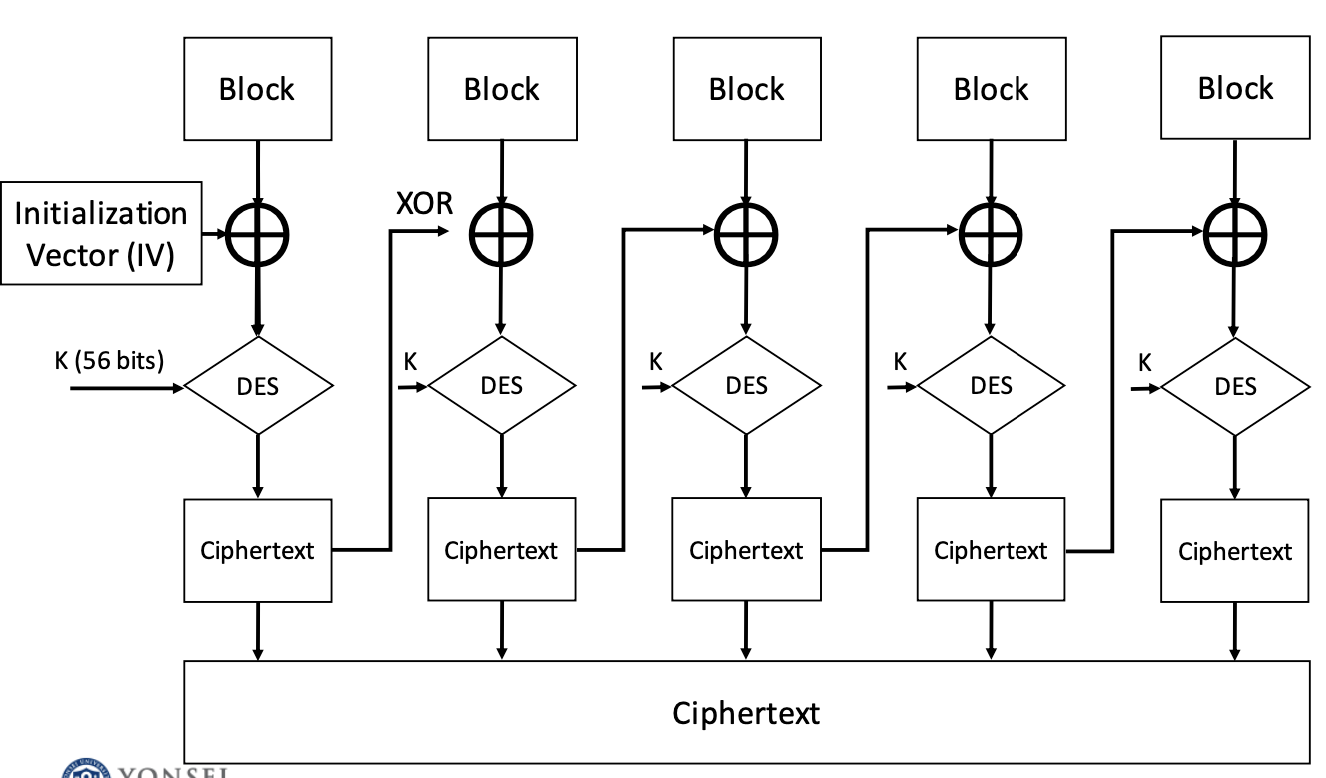 Block
Block
Block
Block
Block
Initialization
Vector (IV)
XOR
K (56 bits)
K
K
K
K
DES
DES
DES
DES
DES
Ciphertext
Ciphertext
Ciphertext
Ciphertext
Ciphertext
Ciphertext
YONSEI